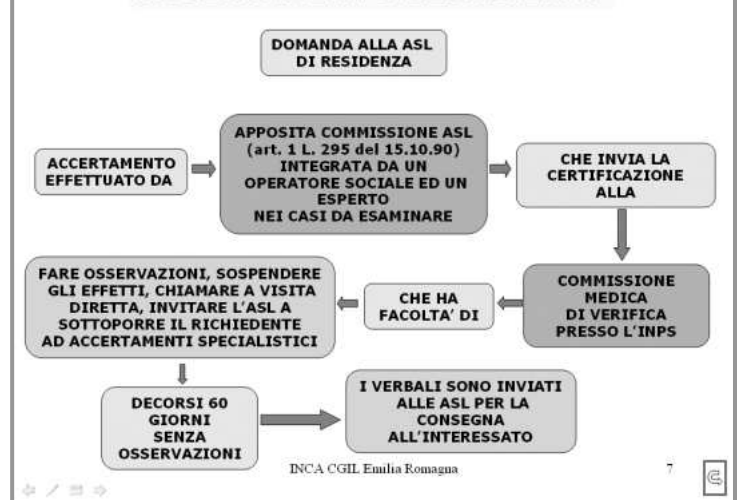 DOMANDA ALLA ASL
DI RESIDENZA
ACCERTAMENTO
EFFETTUATO DA
APPOSITA COMMISSIONE ASL
(art. 1 L. 295 del 15.10.90)
INTEGRATA DA UN
OPERATORE SOCIALE ED UN
ESPERTO
NEI CASI DA ESAMINARE
CHE INVIA LA
CERTIFICAZIONE
ALLA
COMMISSIONE
MEDICA
DI VERIFICA
PRESSO L'INPS
CHE HA
FACOLTA' DI
FARE OSSERVAZIONI, SOSPENDERE
GLI EFFETTI, CHIAMARE A VISITA
DIRETTA, INVITARE L'ASL A
SOTTOPORRE IL RICHIEDENTE
AD ACCERTAMENTI SPECIALISTICI
DECORSI 60
GIORNI
SENZA
OSSERVAZIONI
I VERBALI SONO INVIATI
ALLE ASL PER LA
CONSEGNA
ALL'INTERESSATO
INCA CGIL Emilia Romagna
7